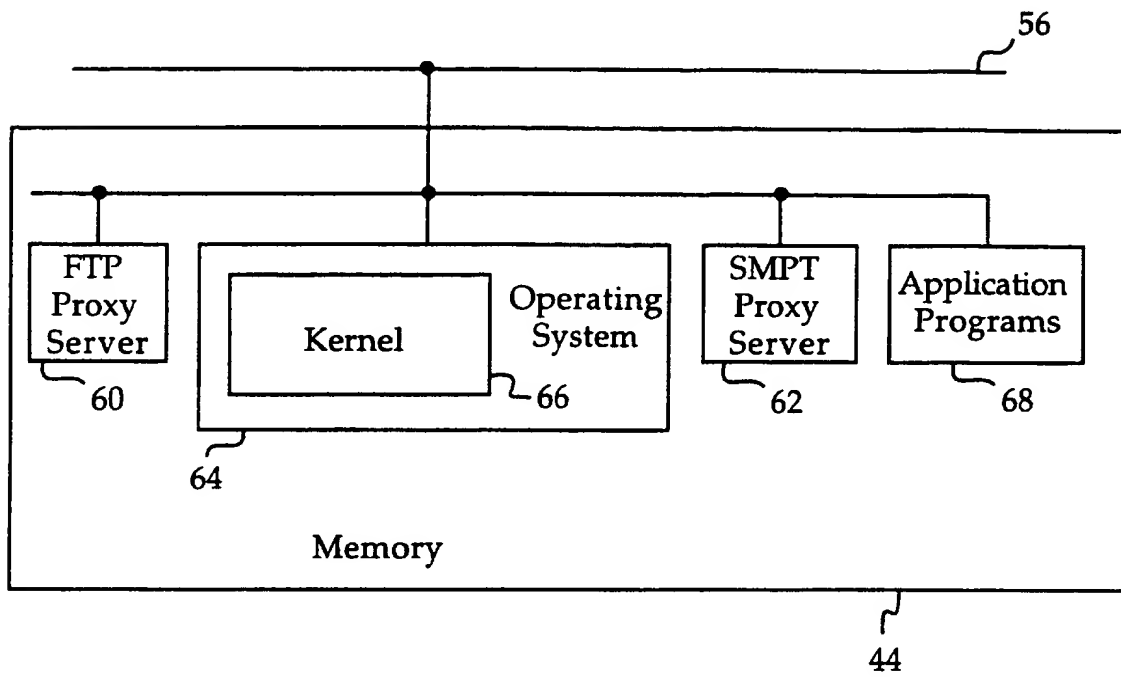 56
FTP
Proxy
Server
60
Kernel
66
Operating
System
64
SMPT
Proxy
Server
62
Application
Programs
68
Memory
44